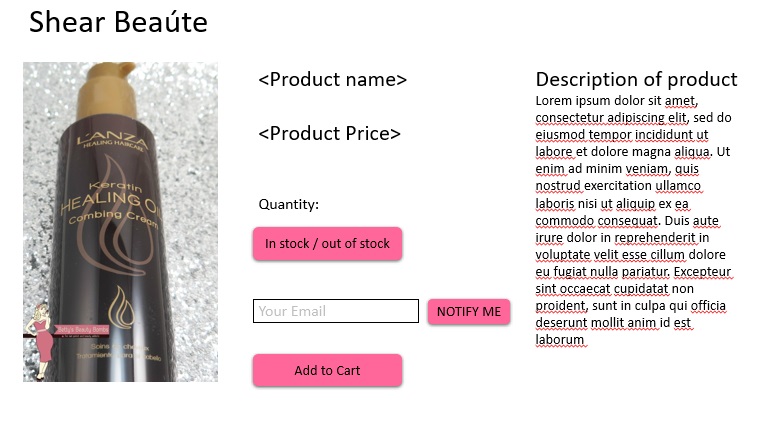 Shear Beaúte
L'ANZA
HEALING HAIRCARE
Keratin
HEALING OIL
Combing Cream
Betty's Beauty Bombs
<Product name>
<Product Price>
Quantity:
In stock / out of stock
Your Email
NOTIFY ME
Add to Cart
Description of product
Lorem ipsum dolor sit amet,
consectetur adipiscing elit, sed do
eiusmod tempor incididunt ut
labore et dolore magna aliqua. Ut
enim ad minim veniam, quis
nostrud exercitation ullamco
laboris nisi ut aliquip ex ea
commodo consequat. Duis aute
irure dolor in reprehenderit in
voluptate velit esse cillum dolore
eu fugiat nulla pariatur. Excepteur
sint occaecat cupidatat non
proident, sunt in culpa qui officia
deserunt mollit anim id est
laborum